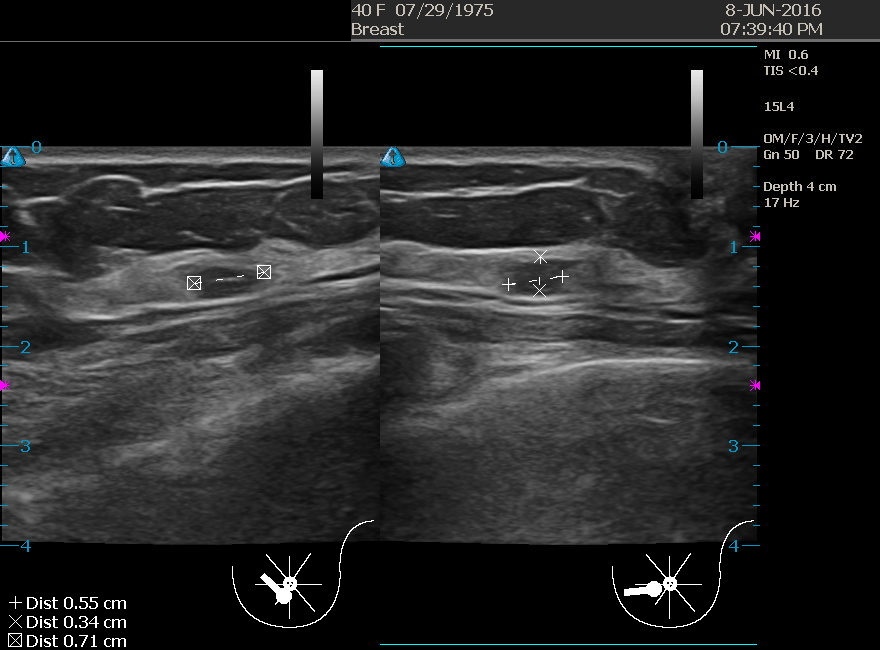 40 F 07/29/1975 8-JUN-2016
Breast 07:39:40 PM
MI 0.6
TIS <0.4
15L4
OM/F/3/H/TV2
Gn 50 DR 72
Depth 4 cm
17 Hz
0 0
1 1
2 2
3 3
4 4
+ Dist 0.55 cm
× Dist 0.34 cm
⊠ Dist 0.71 cm